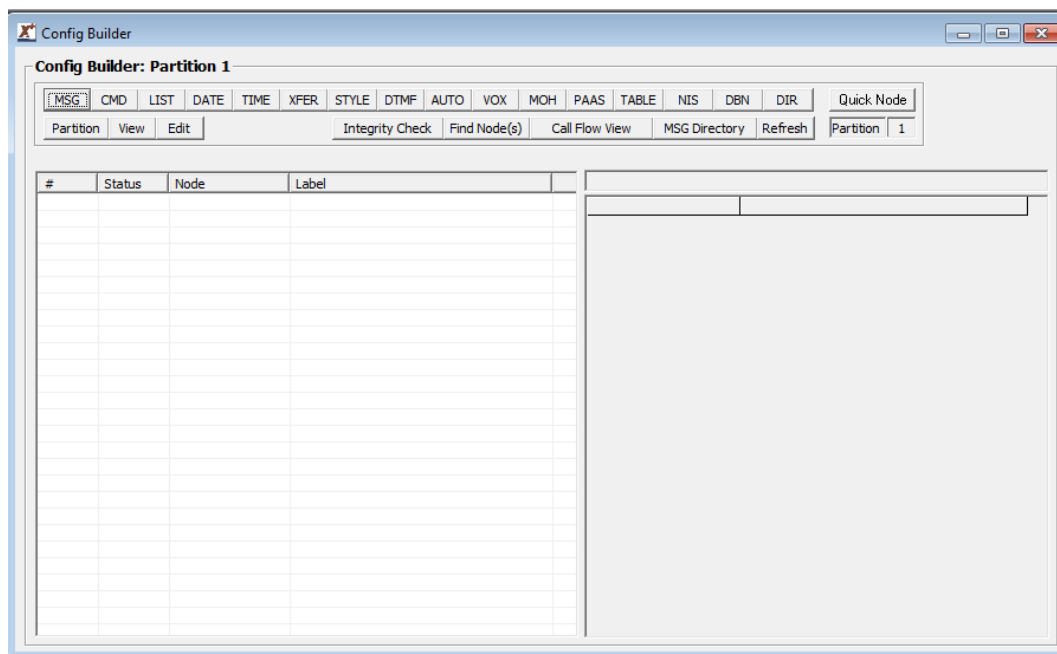 Config Builder
Config Builder: Partition 1
MSG CMD LIST DATE TIME XFER STYLE DTMF AUTO VOX MOH PAAS TABLE NIS DBN DIR Quick Node
Partition View Edit Integrity Check Find Node(s) Call Flow View MSG Directory Refresh Partition 1
# Status Node Label